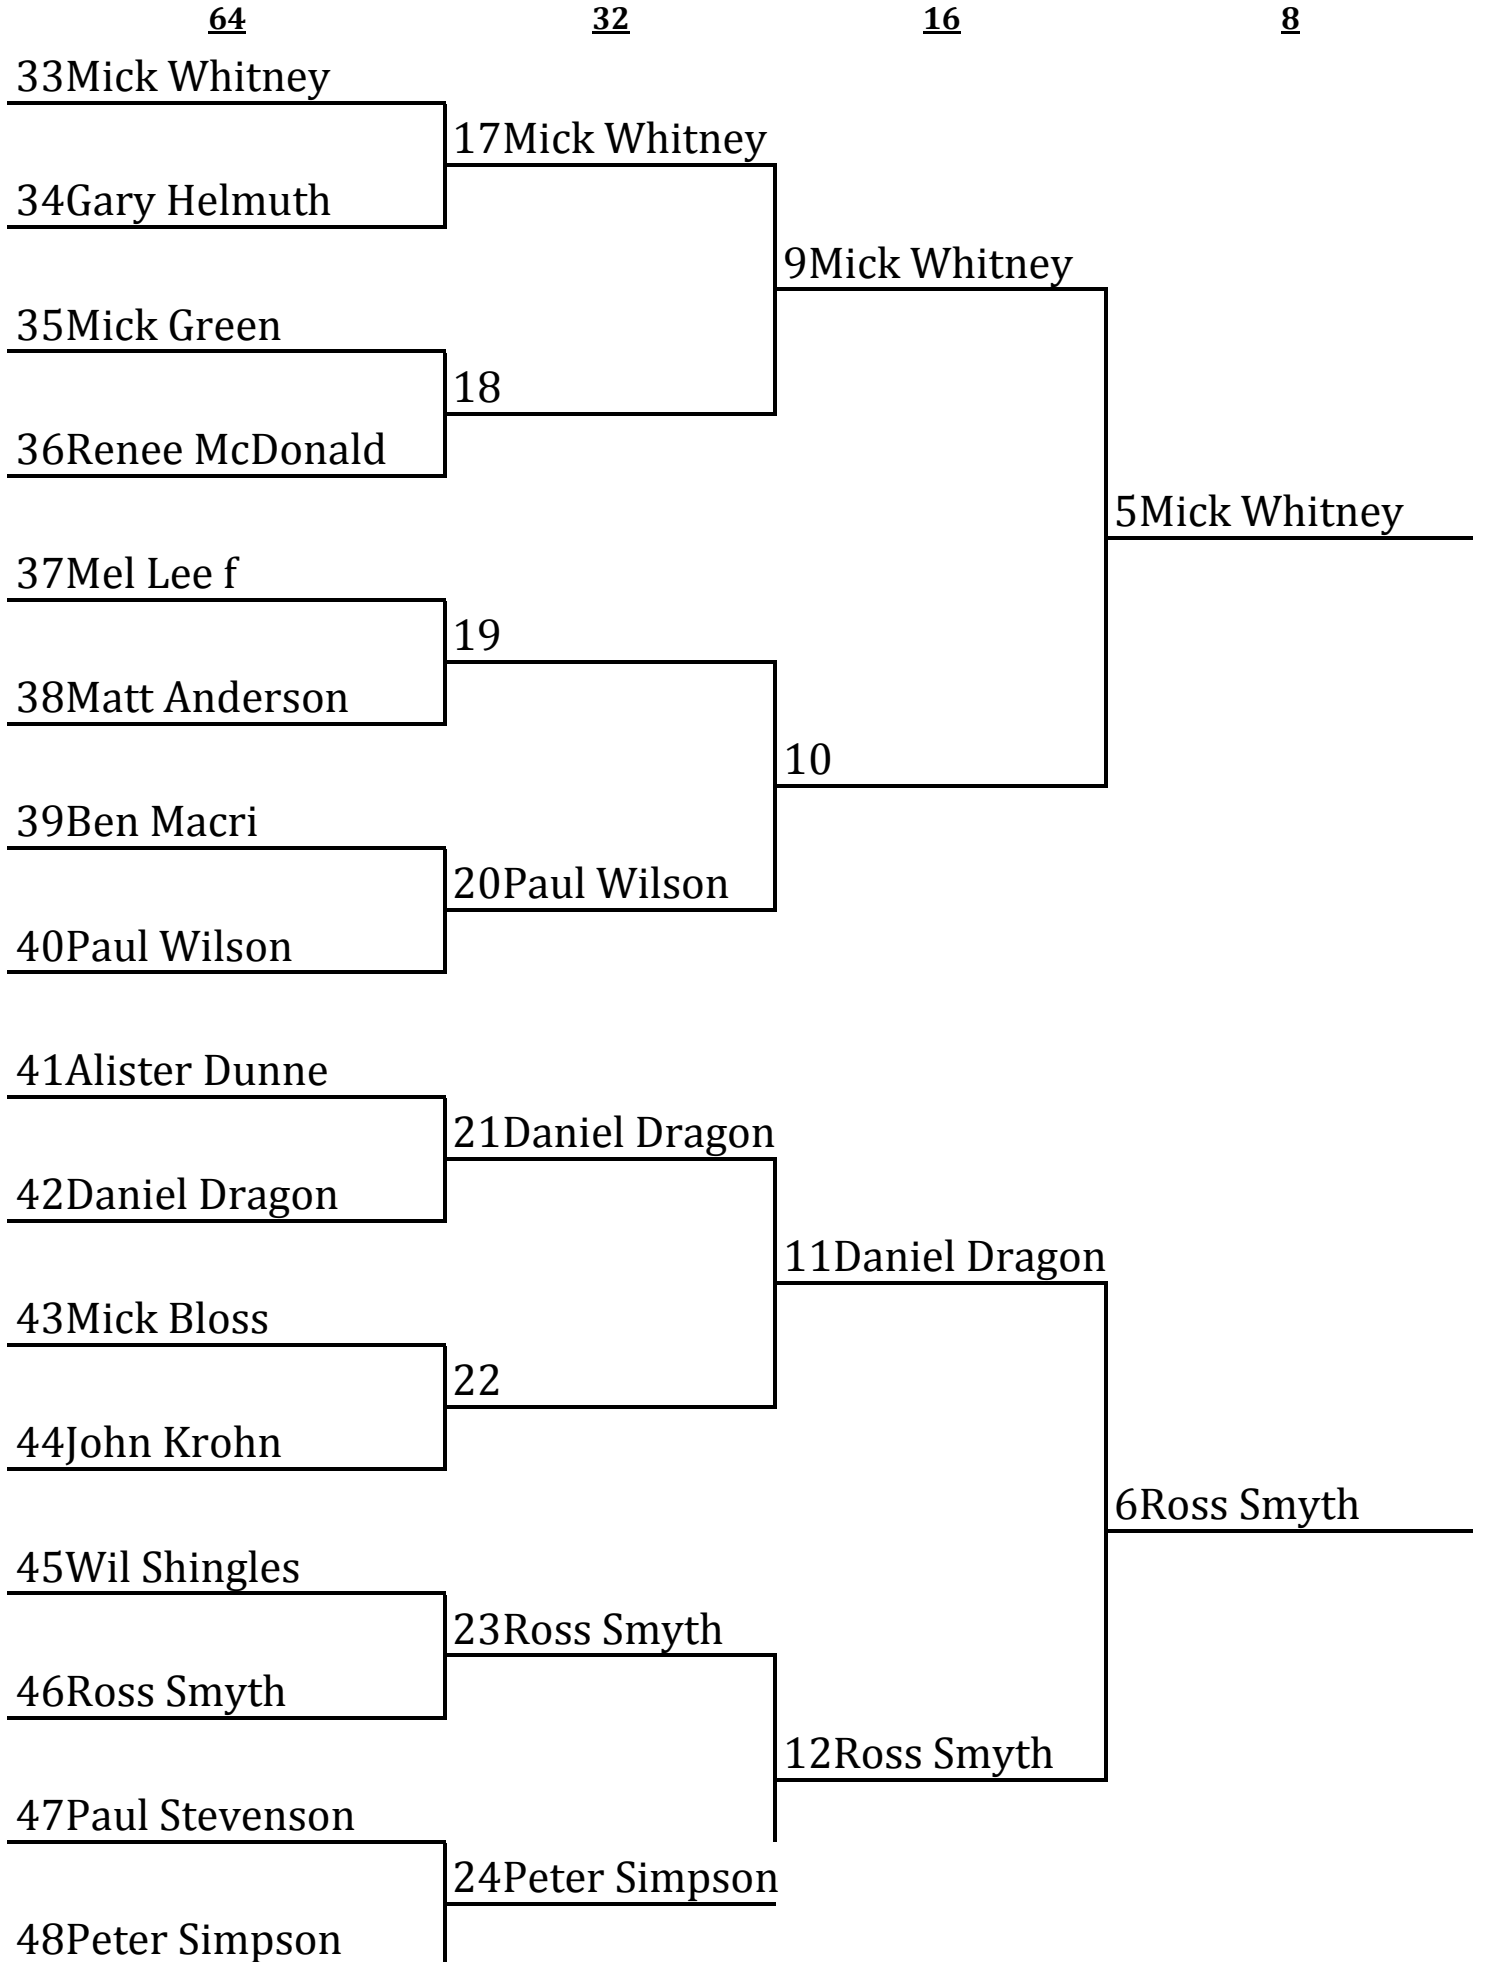 64 32 16 8
33Mick Whitney
17Mick Whitney
34Gary Helmuth
9Mick Whitney
35Mick Green
18
36Renee McDonald
5Mick Whitney
37Mel Lee f
19
38Matt Anderson
10
39Ben Macri
20Paul Wilson
40Paul Wilson
41Alister Dunne
21Daniel Dragon
42Daniel Dragon
11Daniel Dragon
43Mick Bloss
22
44John Krohn
6Ross Smyth
45Wil Shingles
23Ross Smyth
46Ross Smyth
12Ross Smyth
47Paul Stevenson
24Peter Simpson
48Peter Simpson